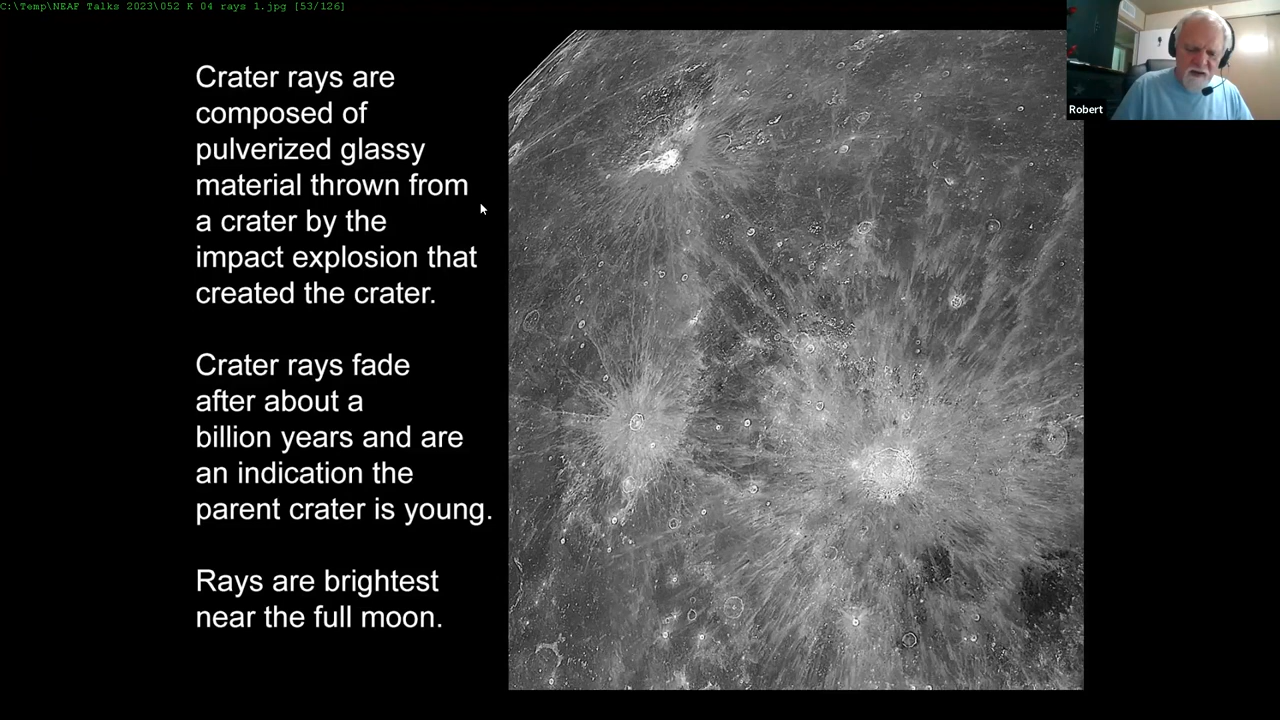 C:\Temp\NEAF Talks 2023\052 K 04 rays 1.jpg [53/126]
Robert
Crater rays are
composed of
pulverized glassy
material thrown from
a crater by the
impact explosion that
created the crater.
Crater rays fade
after about a
billion years and are
an indication the
parent crater is young.
Rays are brightest
near the full moon.